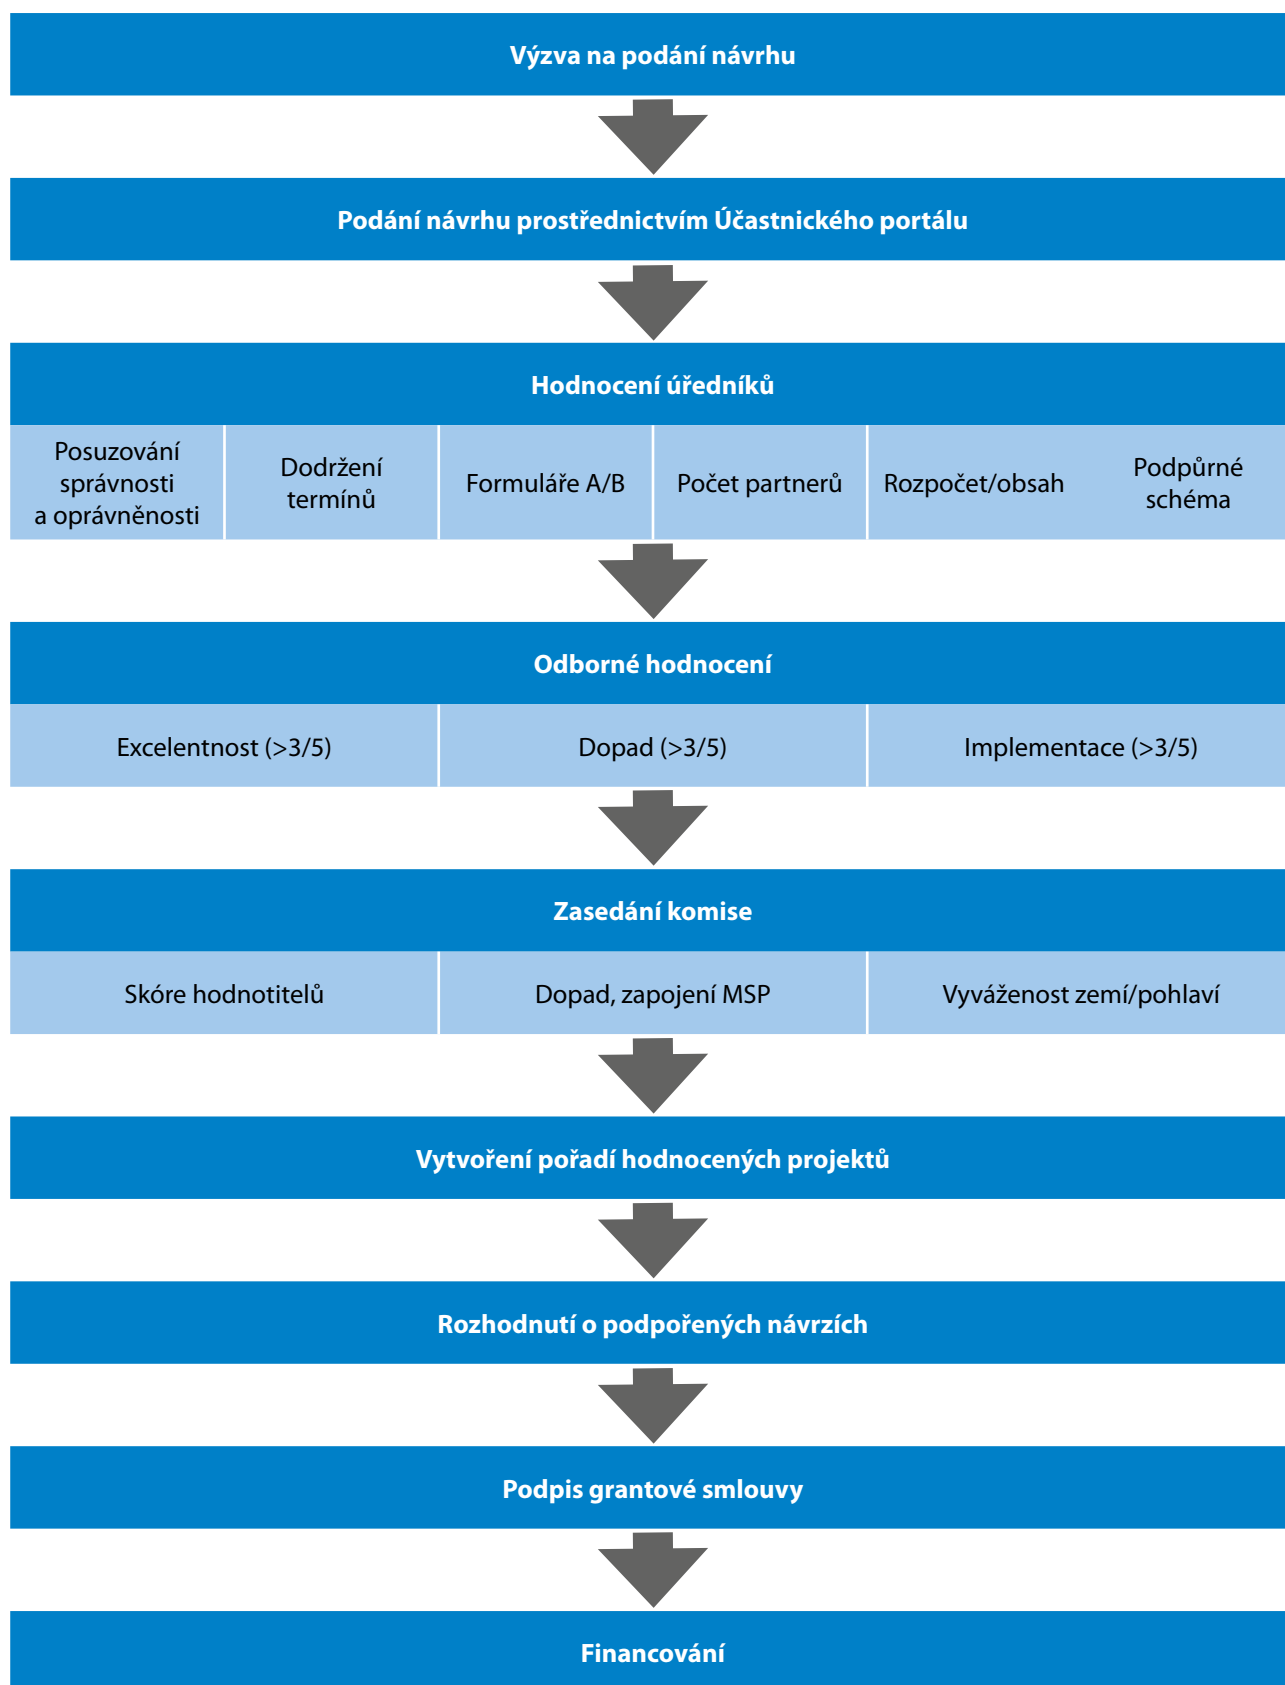 Výzva na podání návrhu
Podání návrhu prostřednictvím Účastnického portálu
Hodnocení úředníků
Posuzování
správnosti
a oprávněnosti
Dodržení
termínů
Formuláře A/B
Počet partnerů
Rozpočet/obsah
Podpůrné
schéma
Odborné hodnocení
Excelentnost (>3/5)
Dopad (>3/5)
Implementace (>3/5)
Zasedání komise
Skóre hodnotitelů
Dopad, zapojení MSP
Vyváženost zemí/pohlaví
Vytvoření pořadí hodnocených projektů
Rozhodnutí o podpořených návrzích
Podpis grantové smlouvy
Financování